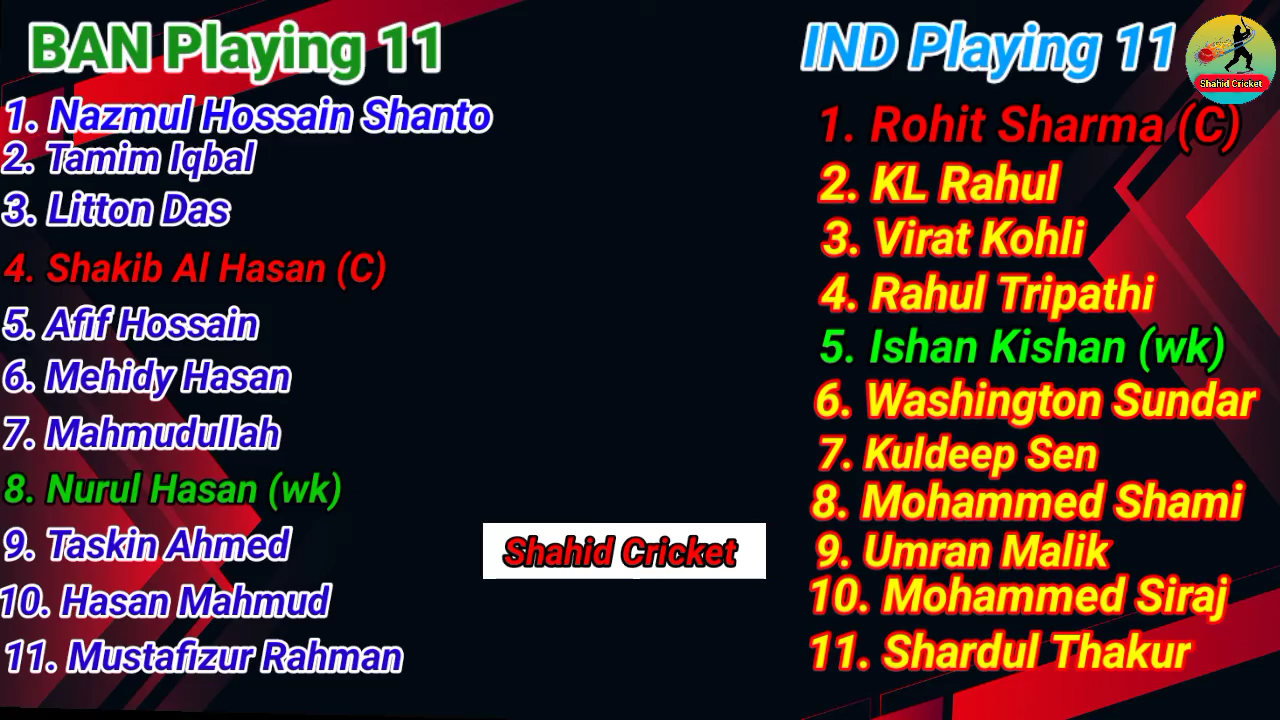 BAN Playing 11
1. Nazmul Hossain Shanto
2. Tamim Iqbal
3. Litton Das
4. Shakib Al Hasan (C)
5. Afif Hossain
6. Mehidy Hasan
7. Mahmudullah
8. Nurul Hasan (wk)
9. Taskin Ahmed
10. Hasan Mahmud
11. Mustafizur Rahman
Shahid Cricket
IND Playing 11
Shahid Cricket
1. Rohit Sharma (C)
2. KL Rahul
3. Virat Kohli
4. Rahul Tripathi
5. Ishan Kishan (wk)
6. Washington Sundar
7. Kuldeep Sen
8. Mohammed Shami
9. Umran Malik
10. Mohammed Siraj
11. Shardul Thakur